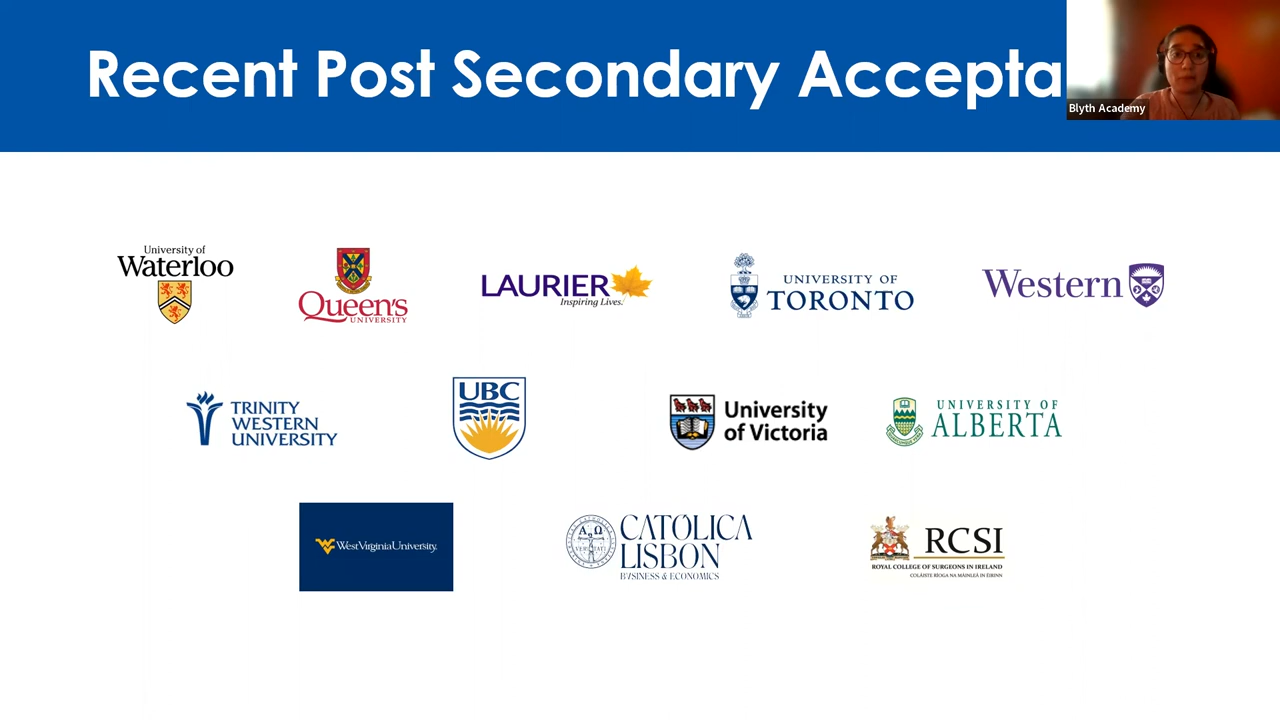 Recent Post Secondary Accepta
Blyth Academy
University of
Waterloo
Queen's
UNIVERSITY
LAURIER
Inspiring Lives!
UNIVERSITY OF
TORONTO
Western
TRINITY
WESTERN
UNIVERSITY
UBC
University
of Victoria
UNIVERSITY OF
ALBERTA
WestVirginiaUniversity.
CATÓLICA
LISBON
BUSINESS & ECONOMICS
RCSI
ROYAL COLLEGE OF SURGEONS IN IRELAND
COLÁISTE RÍOGA NA MÁINLEÁ IN ÉIRINN